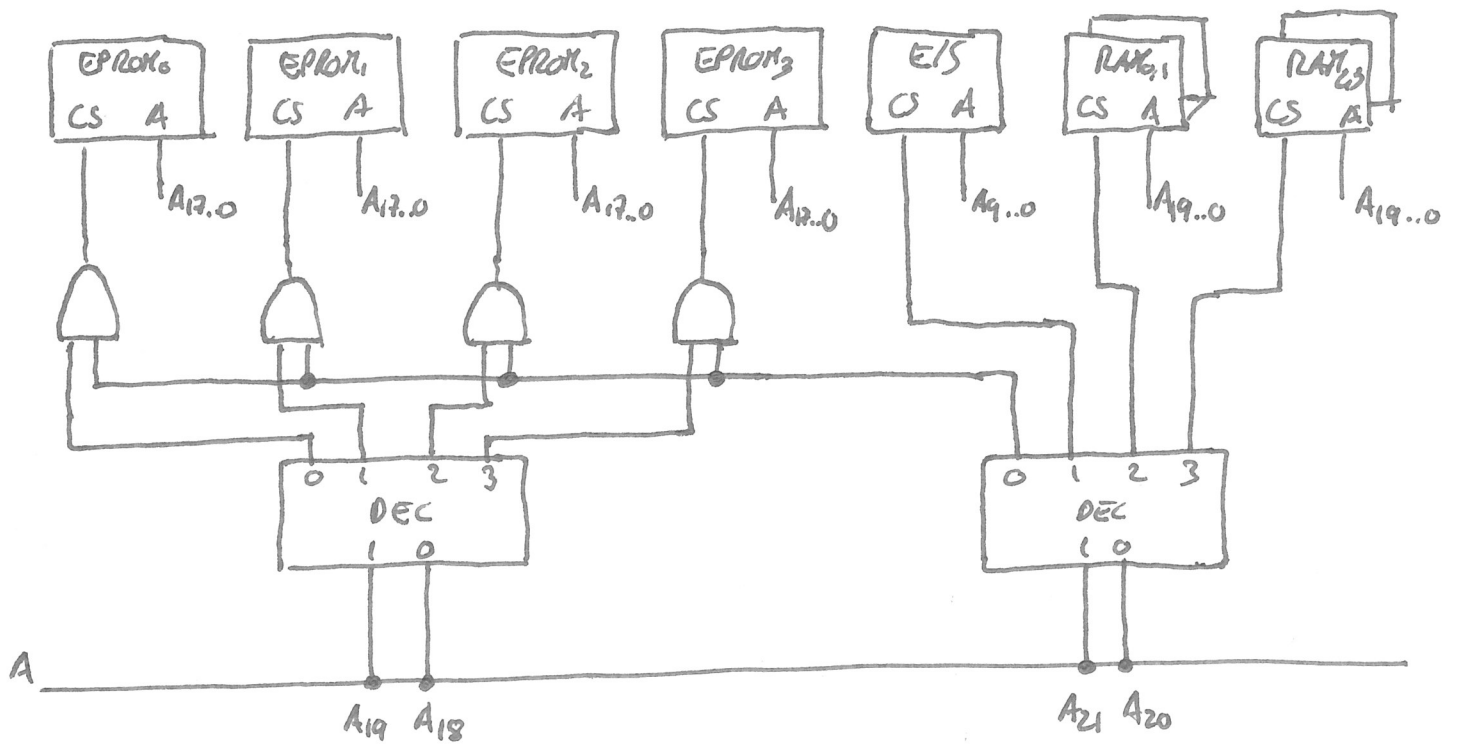 EPROM0 EPROM1 EPROM2 EPROM3 E/S RAM0,1 RAM2,3
CS A CS A CS A CS A CS A CS A CS A
A17..0 A17..0 A17..0 A17..0 A9..0 A19..0 A19..0
0 1 2 3 0 1 2 3
DEC DEC
1 0 1 0
A
A19 A18 A21 A20